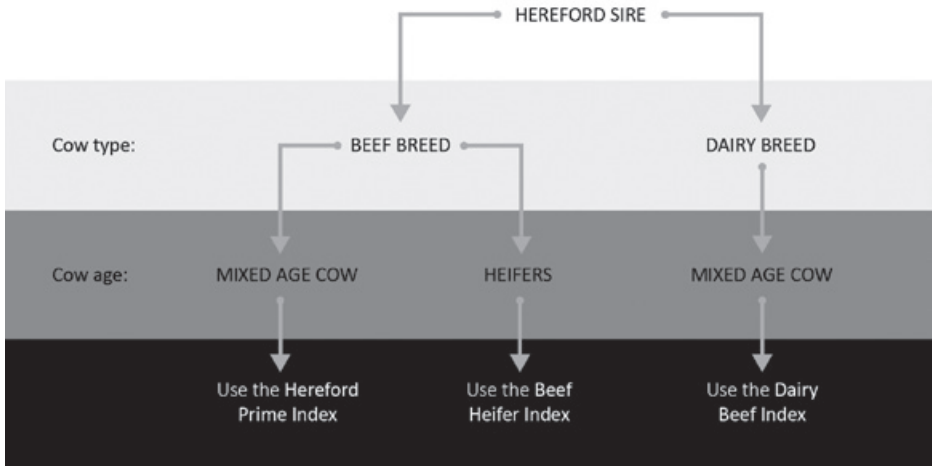 HEREFORD SIRE
Cow type:
BEEF BREED
DAIRY BREED
Cow age:
MIXED AGE COW
HEIFERS
MIXED AGE COW
Use the Hereford
Prime Index
Use the Beef
Heifer Index
Use the Dairy
Beef Index